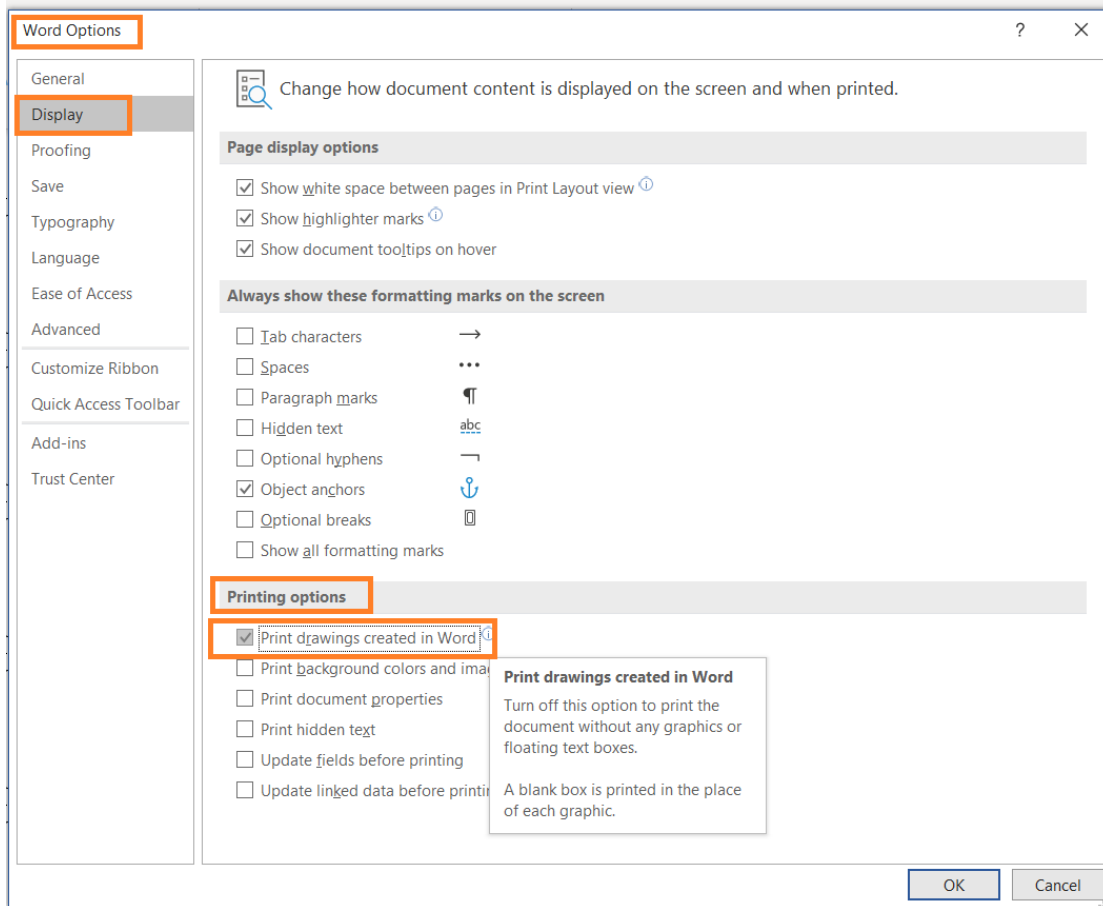 Word Options
?
General
Display
Proofing
Save
Typography
Language
Ease of Access
Advanced
Customize Ribbon
Quick Access Toolbar
Add-ins
Trust Center
Change how document content is displayed on the screen and when printed.
Page display options
Show white space between pages in Print Layout view
Show highlighter marks
Show document tooltips on hover
Always show these formatting marks on the screen
Tab characters →
Spaces •••
Paragraph marks ¶
Hidden text abc
Optional hyphens ¬
Object anchors
Optional breaks
Show all formatting marks
Printing options
Print drawings created in Word
Print background colors and
Print document properties
Print hidden text
Update fields before printing
Update linked data before
Print drawings created in Word
Turn off this option to print the
document without any graphics or
floating text boxes.
A blank box is printed in the place
of each graphic.
OK
Cancel